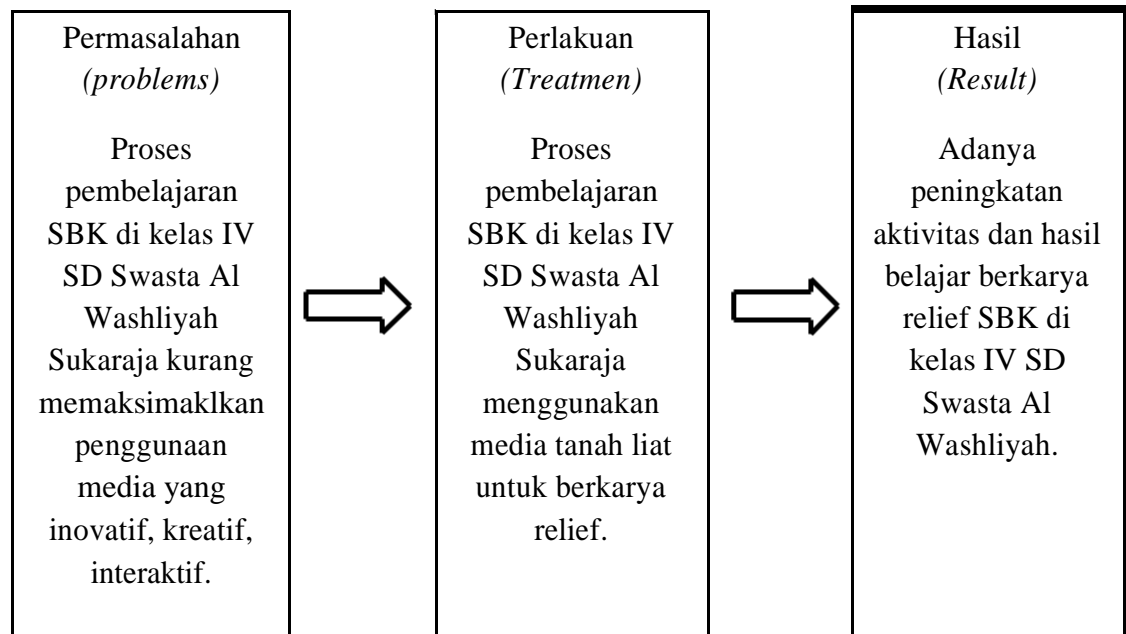 Permasalahan
(problems)
Proses
pembelajaran
SBK di kelas IV
SD Swasta Al
Washliyah
Sukaraja kurang
memaksimaklkan
penggunaan
media yang
inovatif, kreatif,
interaktif.
Perlakuan
(Treatmen)
Proses
pembelajaran
SBK di kelas IV
SD Swasta Al
Washliyah
Sukaraja
menggunakan
media tanah liat
untuk berkarya
relief.
Hasil
(Result)
Adanya
peningkatan
aktivitas dan hasil
belajar berkarya
relief SBK di
kelas IV SD
Swasta Al
Washliyah.